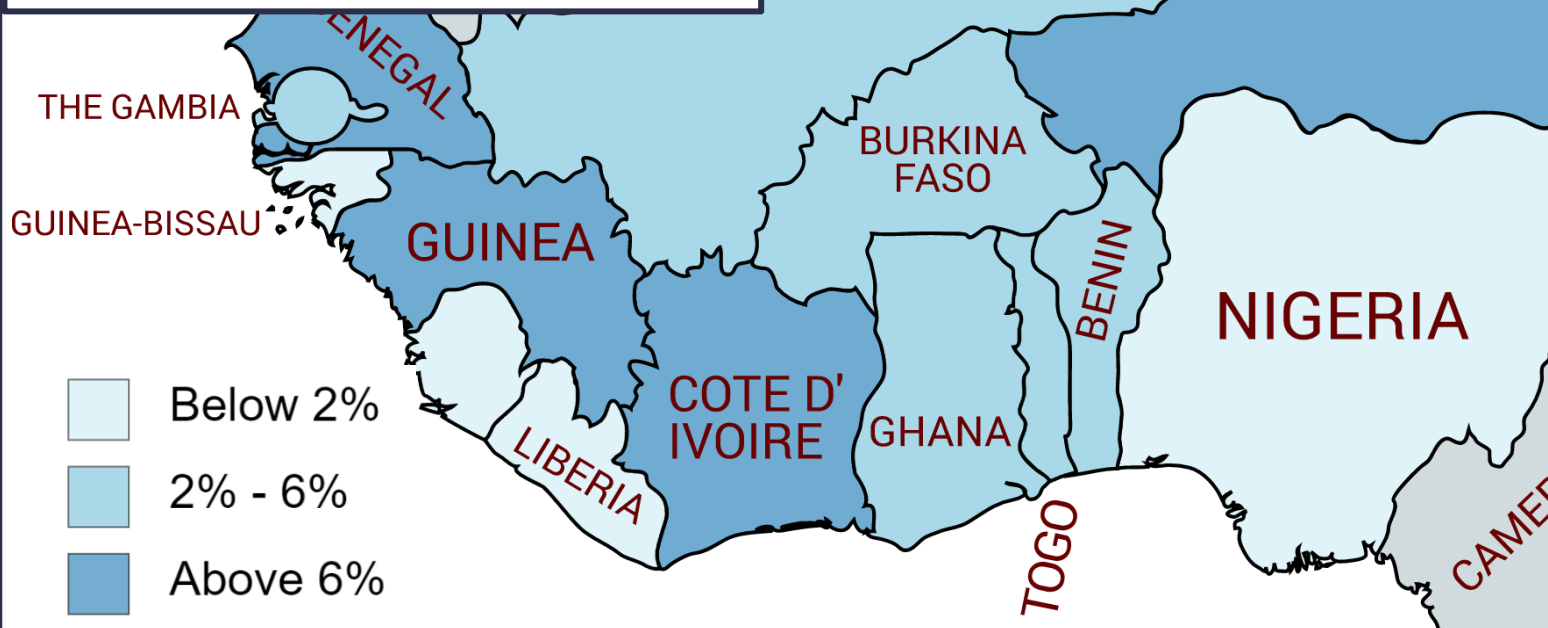 ENEGAL
THE GAMBIA
BURKINA
FASO
GUINEA-BISSAU
GUINEA
BENIN
NIGERIA
COTE D'
IVOIRE
GHANA
LIBERIA
TOGO
CAMER
Below 2%
2% - 6%
Above 6%